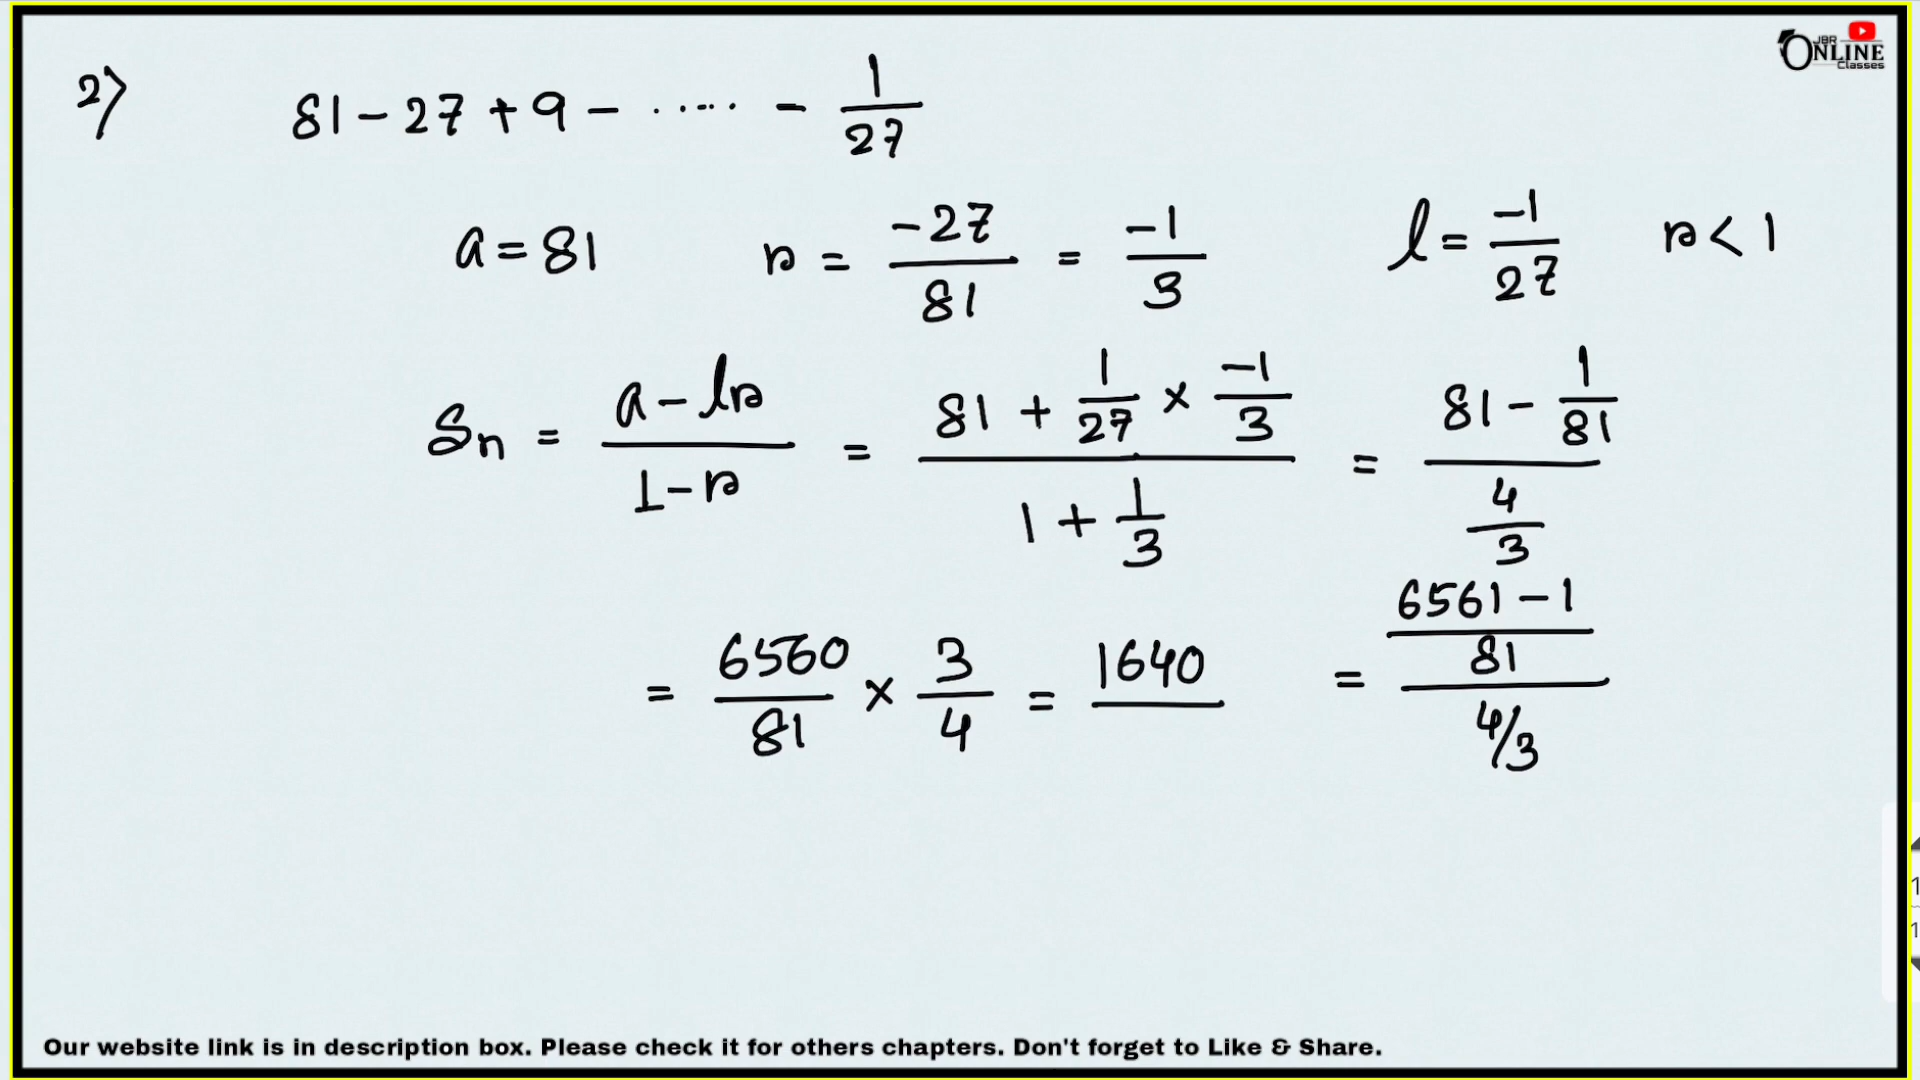 JBR
ONLINE
Classes
2) 81 - 27 + 9 - ..... - 1/27
a = 81 r = -27/81 = -1/3 l = -1/27 r < 1
Sn = (a - lr)/(1 - r) = (81 + 1/27 × -1/3)/(1 + 1/3) = (81 - 1/81)/(4/3)
= ((6561 - 1)/81)/(4/3)
= 6560/81 × 3/4 = 1640/
1
1
Our website link is in description box. Please check it for others chapters. Don't forget to Like & Share.